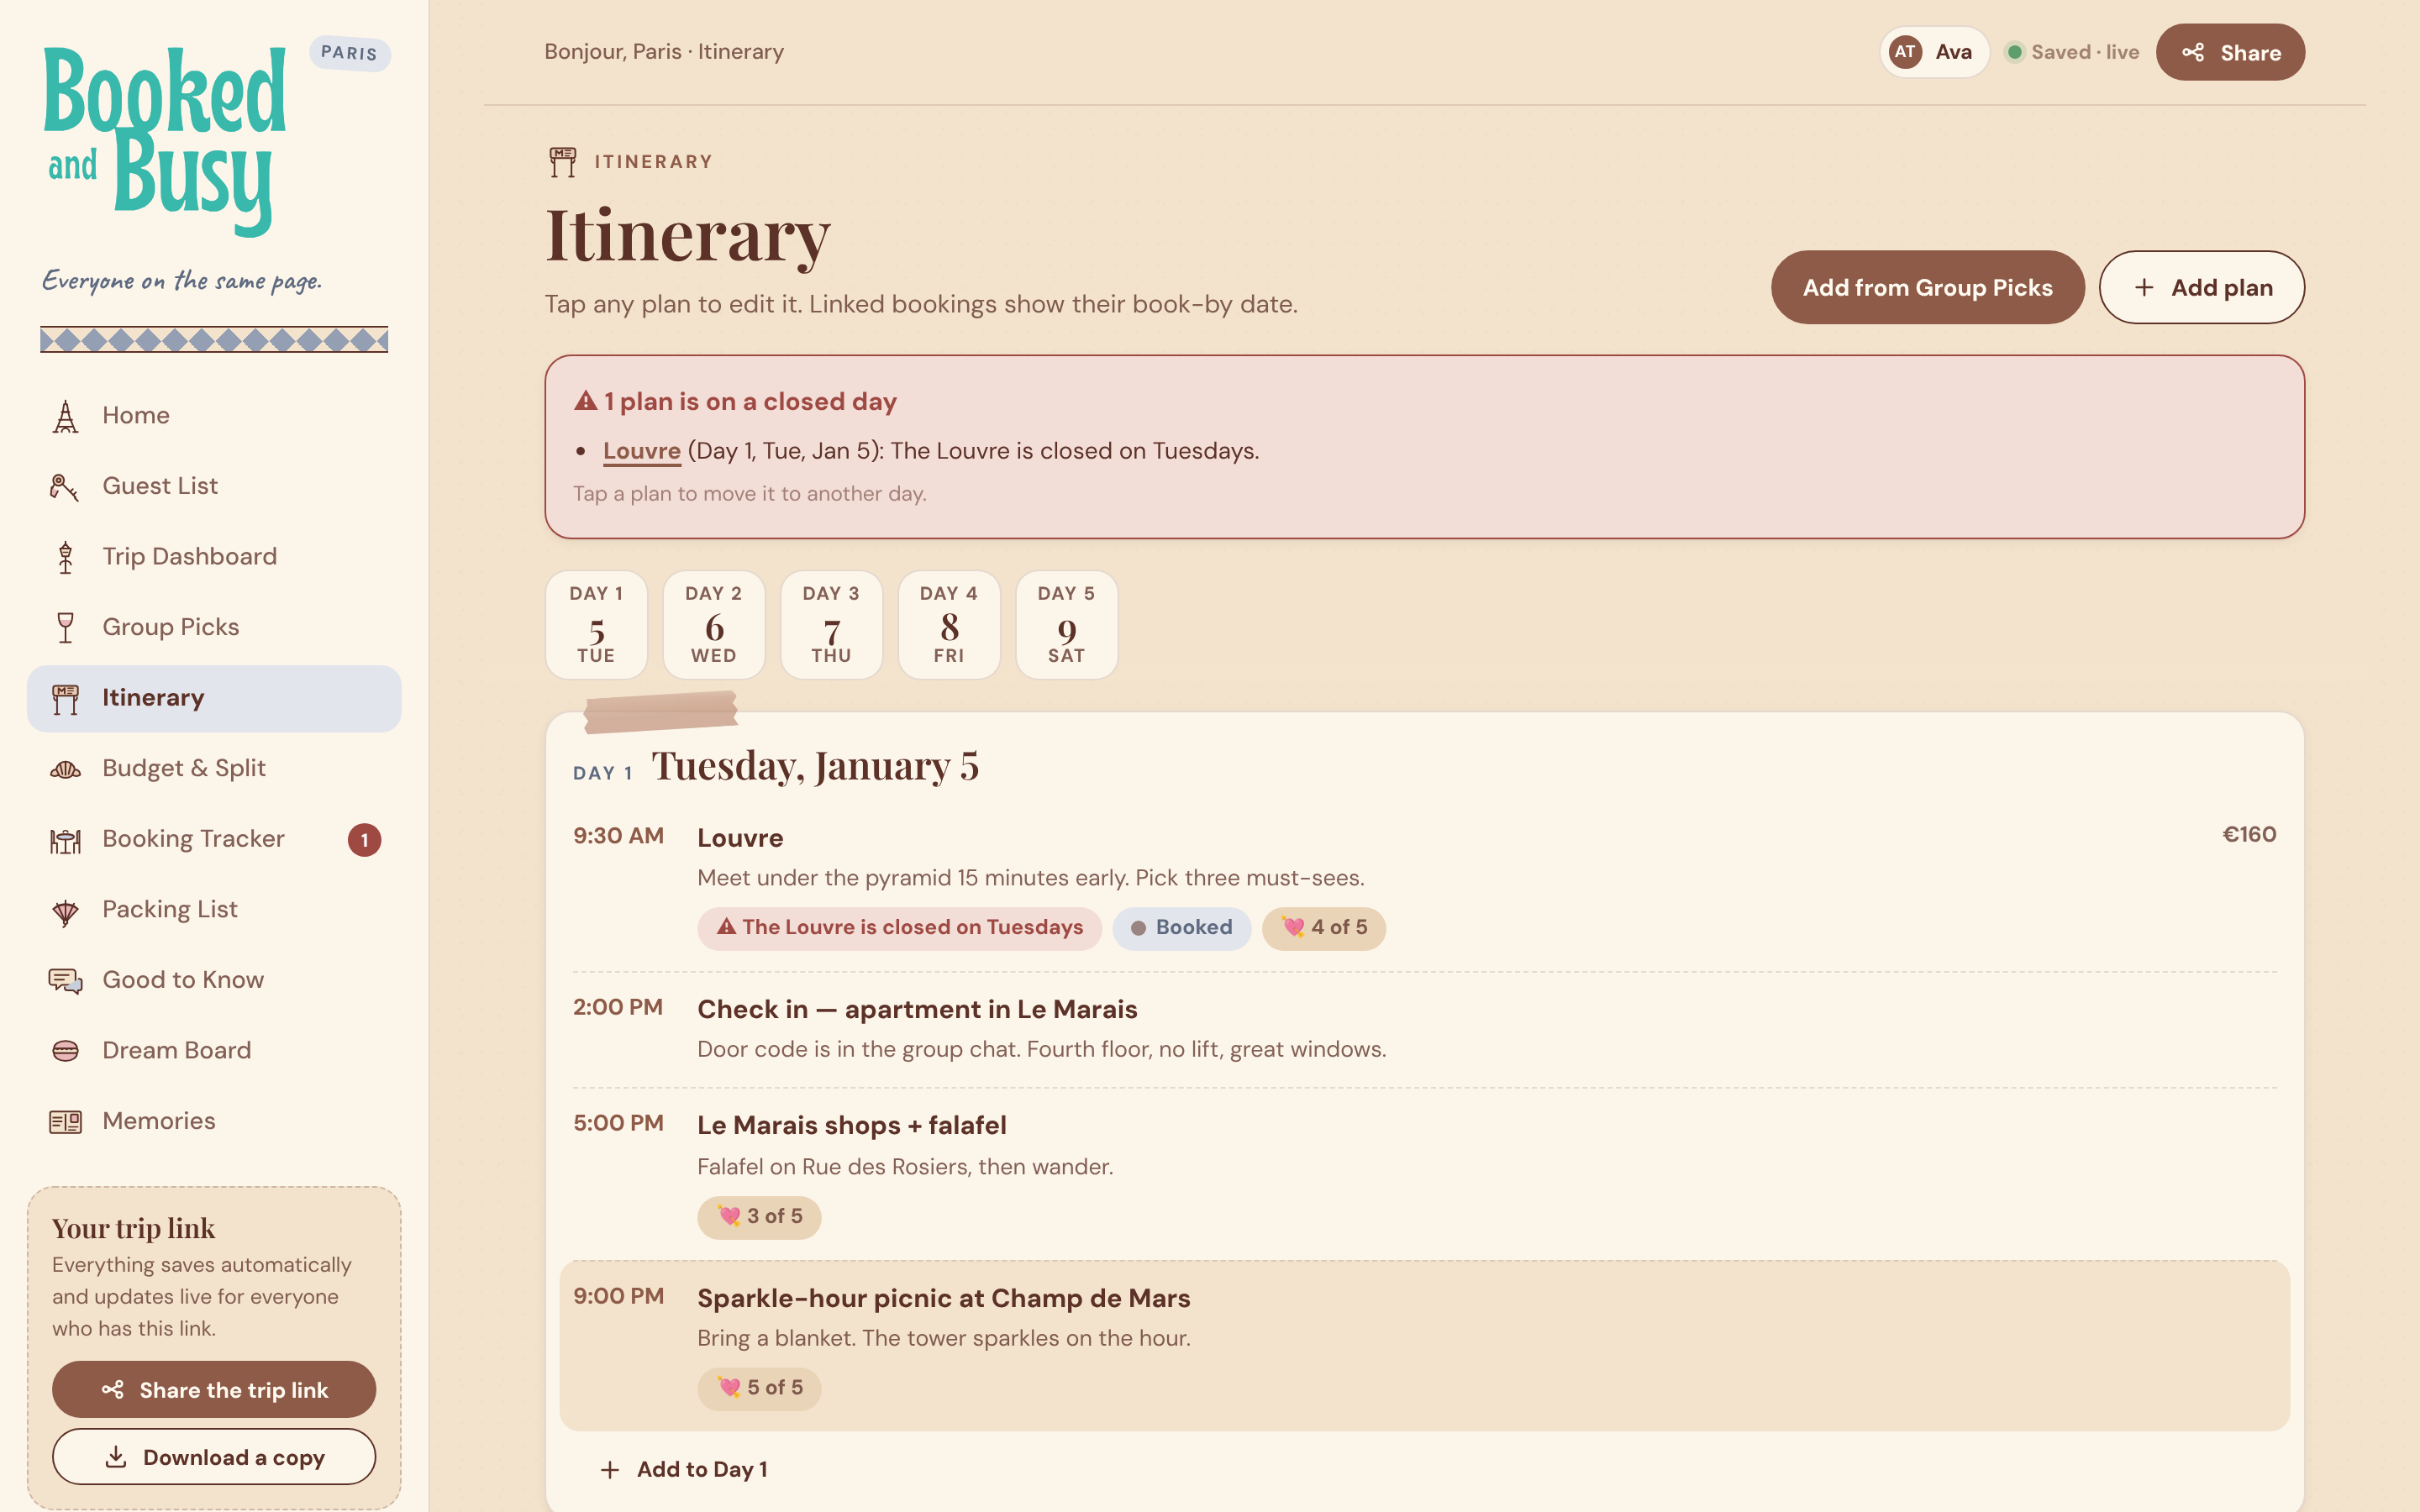 Booked
and Busy
PARIS
Everyone on the same page.
Home
Guest List
Trip Dashboard
Group Picks
Itinerary
Budget & Split
Booking Tracker 1
Packing List
Good to Know
Dream Board
Memories
Your trip link
Everything saves automatically
and updates live for everyone
who has this link.
Share the trip link
Download a copy
Bonjour, Paris · Itinerary
AT Ava
Saved · live
Share
ITINERARY
Itinerary
Tap any plan to edit it. Linked bookings show their book-by date.
Add from Group Picks
+ Add plan
⚠ 1 plan is on a closed day
• Louvre (Day 1, Tue, Jan 5): The Louvre is closed on Tuesdays.
Tap a plan to move it to another day.
DAY 1
5
TUE
DAY 2
6
WED
DAY 3
7
THU
DAY 4
8
FRI
DAY 5
9
SAT
DAY 1 Tuesday, January 5
9:30 AM Louvre €160
Meet under the pyramid 15 minutes early. Pick three must-sees.
⚠ The Louvre is closed on Tuesdays Booked 💘 4 of 5
2:00 PM Check in — apartment in Le Marais
Door code is in the group chat. Fourth floor, no lift, great windows.
5:00 PM Le Marais shops + falafel
Falafel on Rue des Rosiers, then wander.
💘 3 of 5
9:00 PM Sparkle-hour picnic at Champ de Mars
Bring a blanket. The tower sparkles on the hour.
💘 5 of 5
+ Add to Day 1